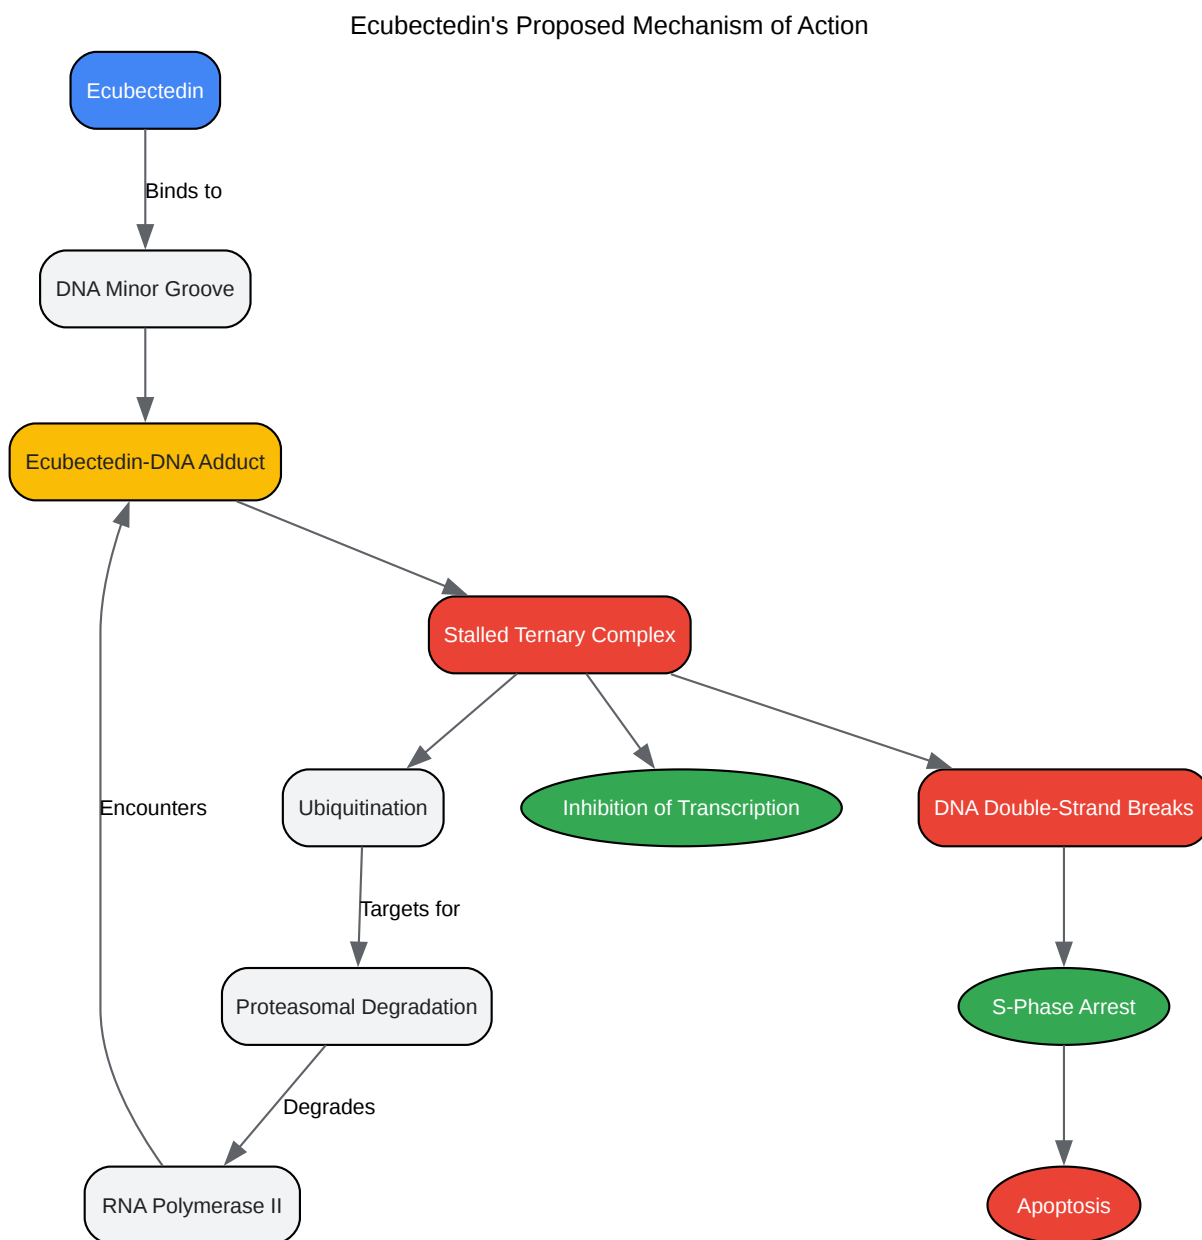 Ecubectedin's Proposed Mechanism of Action
Ecubectedin
Binds to
DNA Minor Groove
Ecubectedin-DNA Adduct
Stalled Ternary Complex
Encounters
Ubiquitination
Inhibition of Transcription
DNA Double-Strand Breaks
Targets for
Proteasomal Degradation
S-Phase Arrest
Degrades
RNA Polymerase II
Apoptosis